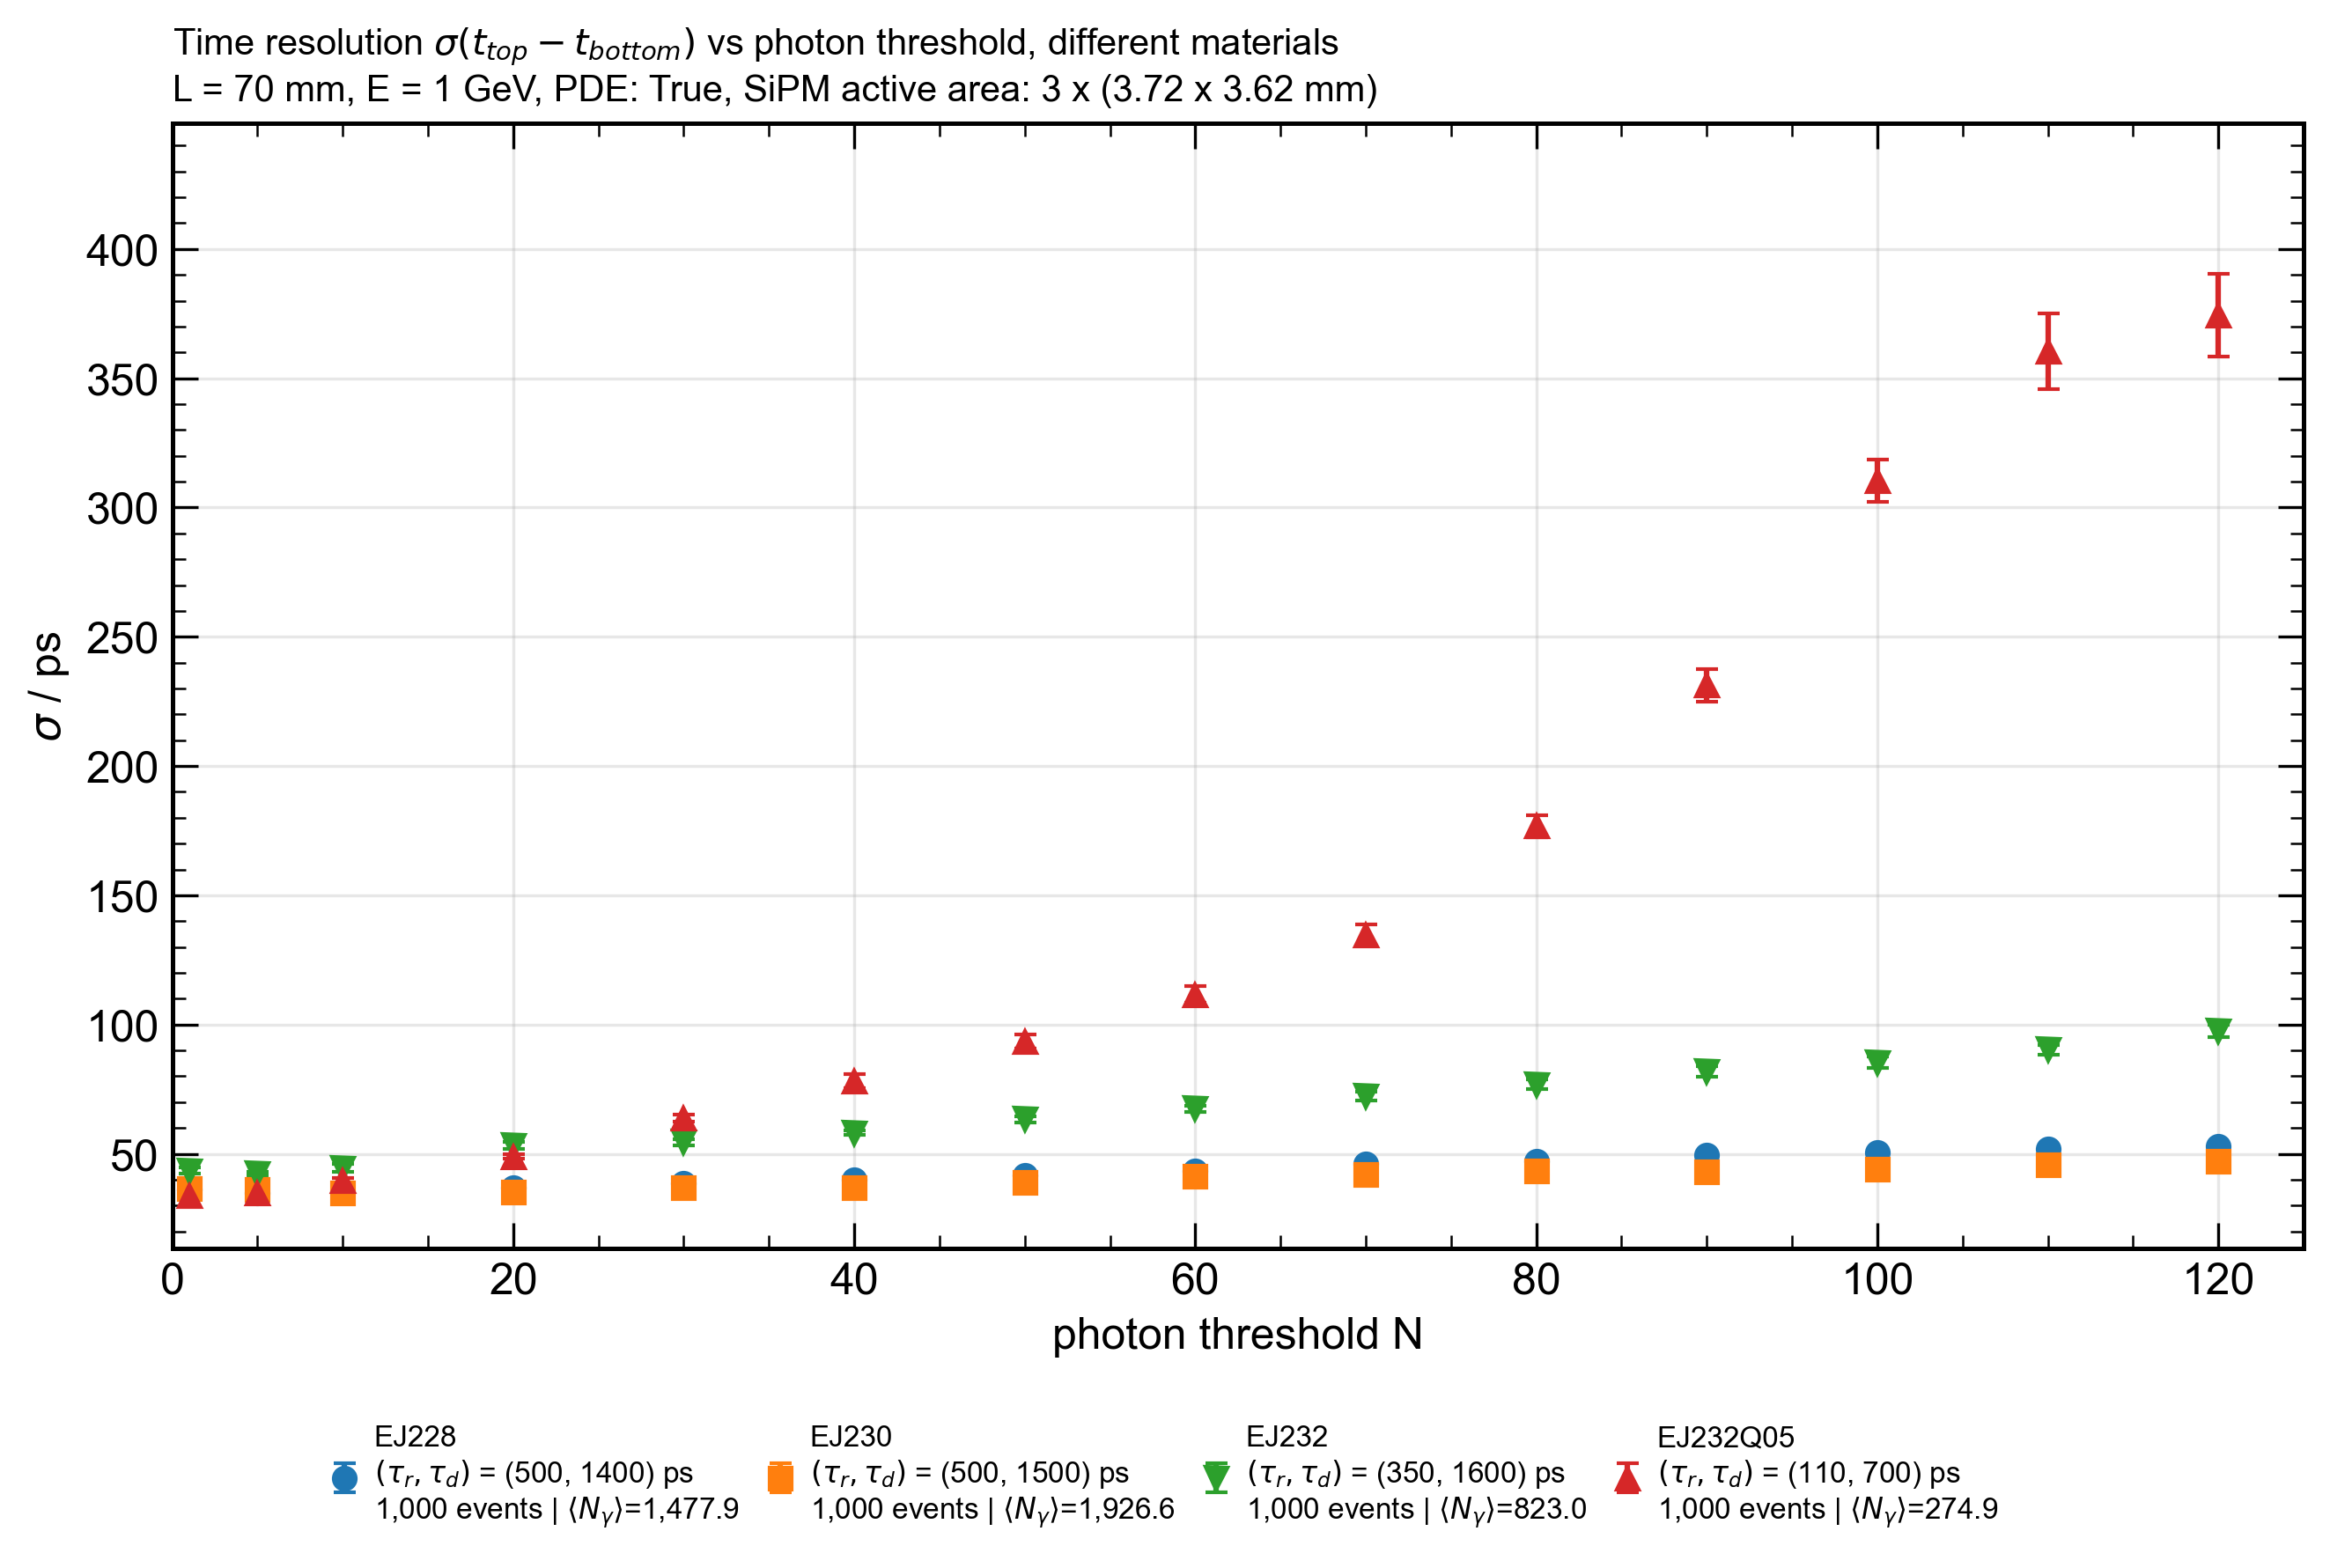 Time resolution σ(t_top − t_bottom) vs photon threshold, different materials
L = 70 mm, E = 1 GeV, PDE: True, SiPM active area: 3 x (3.72 x 3.62 mm)
σ / ps
400
350
300
250
200
150
100
50
0 20 40 60 80 100 120
photon threshold N
EJ228
(τ_r, τ_d) = (500, 1400) ps
1,000 events | ⟨N_γ⟩=1,477.9
EJ230
(τ_r, τ_d) = (500, 1500) ps
1,000 events | ⟨N_γ⟩=1,926.6
EJ232
(τ_r, τ_d) = (350, 1600) ps
1,000 events | ⟨N_γ⟩=823.0
EJ232Q05
(τ_r, τ_d) = (110, 700) ps
1,000 events | ⟨N_γ⟩=274.9